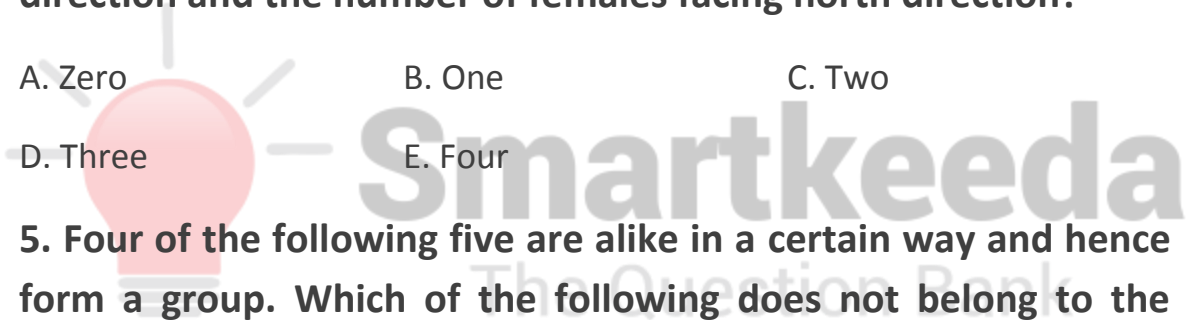 direction and the number of females facing north direction?
A. Zero B. One C. Two
D. Three E. Four
Smartkeeda
5. Four of the following five are alike in a certain way and hence
The Question Bank
form a group. Which of the following does not belong to the